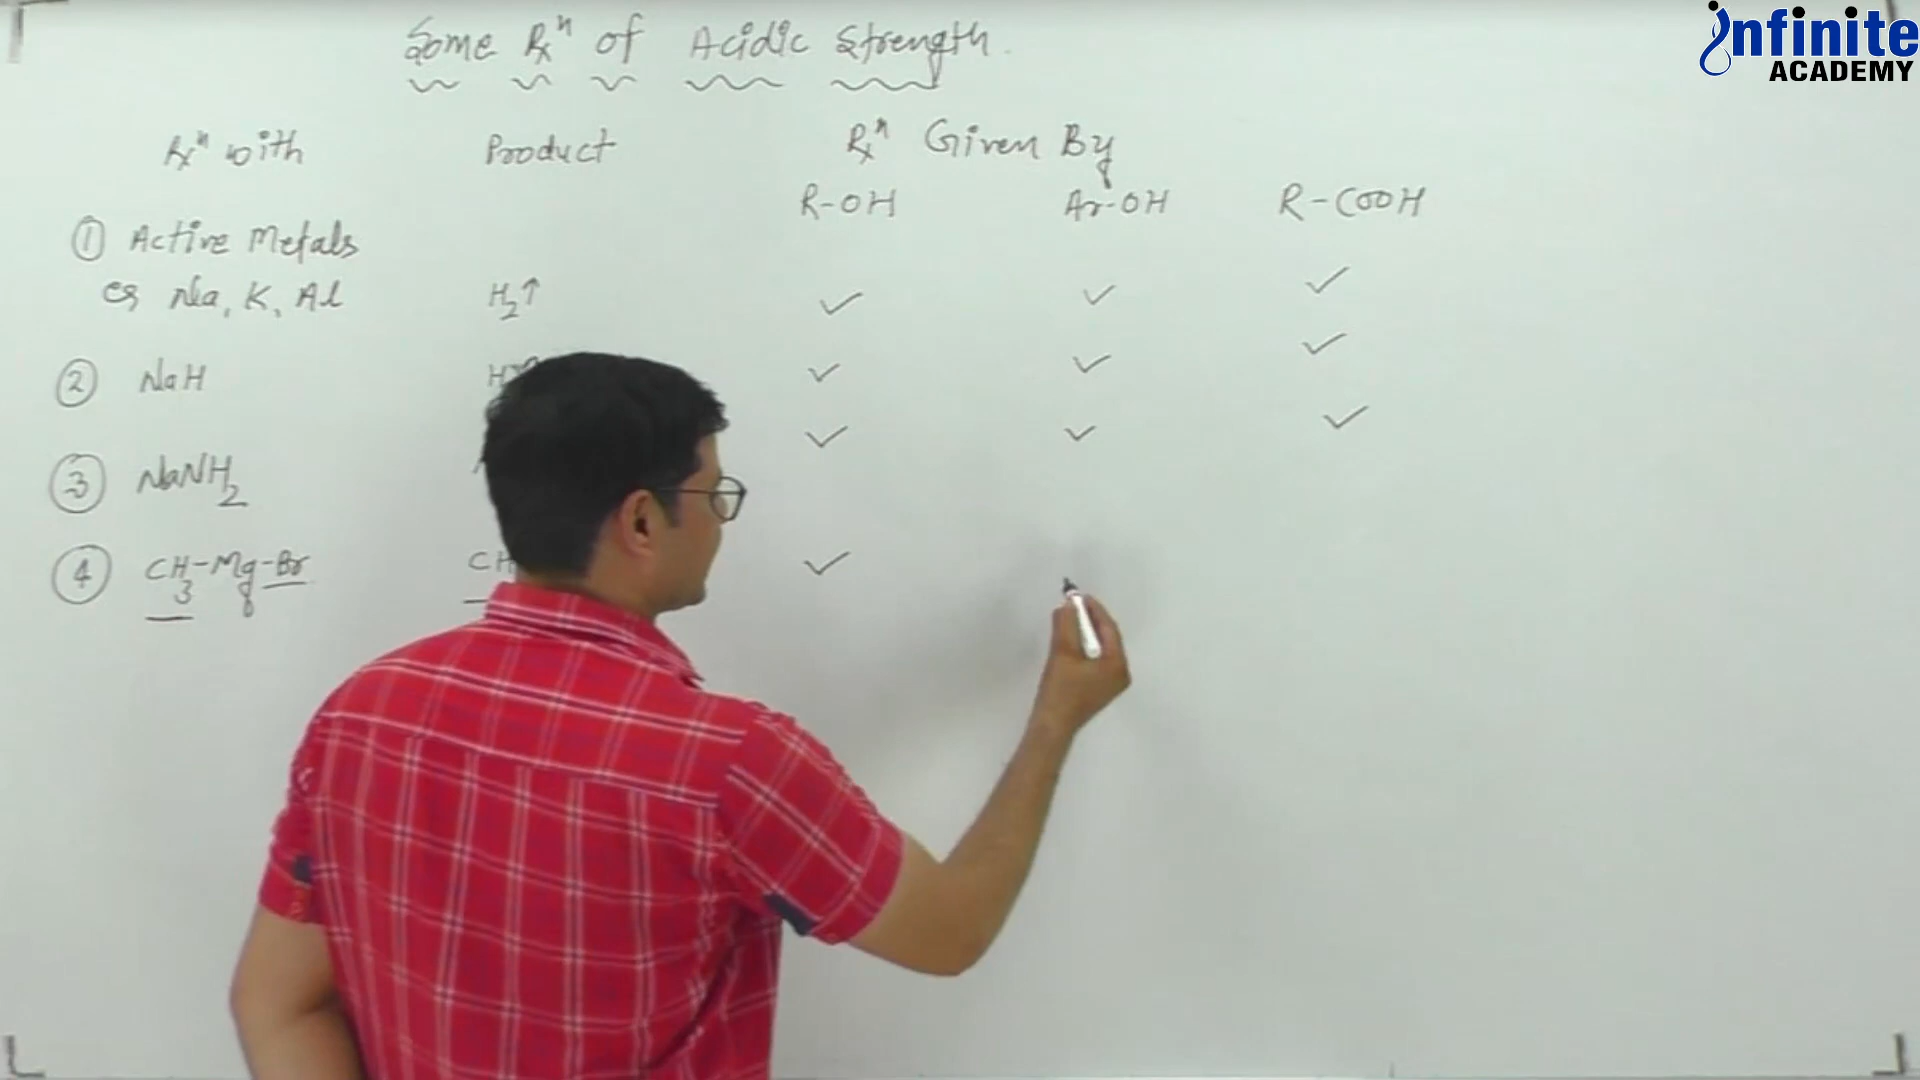 infinite
ACADEMY
Some Rxⁿ of Acidic Strength.
Rxⁿ with Product Rxⁿ Given By
R-OH Ar-OH R-COOH
① Active Metals
eg Na, K, Al H₂↑ ✓ ✓ ✓
② NaH ✓ ✓ ✓
③ NaNH₂ ✓ ✓ ✓
④ CH₃-Mg-Br ✓